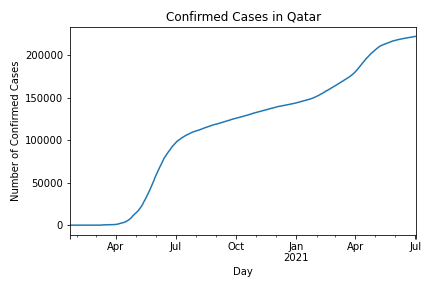 Confirmed Cases in Qatar
Number of Confirmed Cases
200000
150000
100000
50000
0
Apr Jul Oct Jan Apr Jul
2021
Day